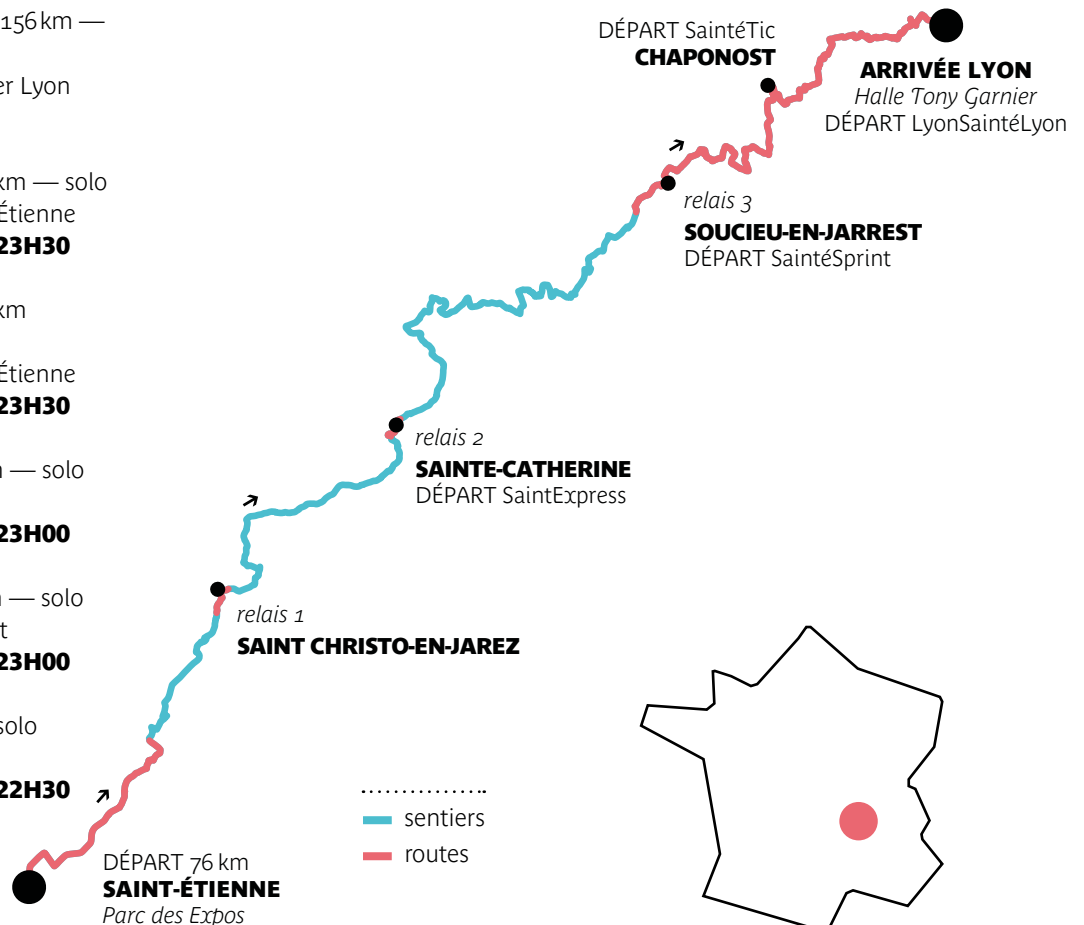 156 km —
er Lyon
km — solo
Étienne
23H30
km
Étienne
23H30
— solo
23H00
— solo
t
23H00
solo
22H30
DÉPART SaintéTic
CHAPONOST
ARRIVÉE LYON
Halle Tony Garnier
DÉPART LyonSaintéLyon
relais 3
SOUCIEU-EN-JARREST
DÉPART SaintéSprint
relais 2
SAINTE-CATHERINE
DÉPART SaintExpress
relais 1
SAINT CHRISTO-EN-JAREZ
DÉPART 76 km
SAINT-ÉTIENNE
Parc des Expos
sentiers
routes